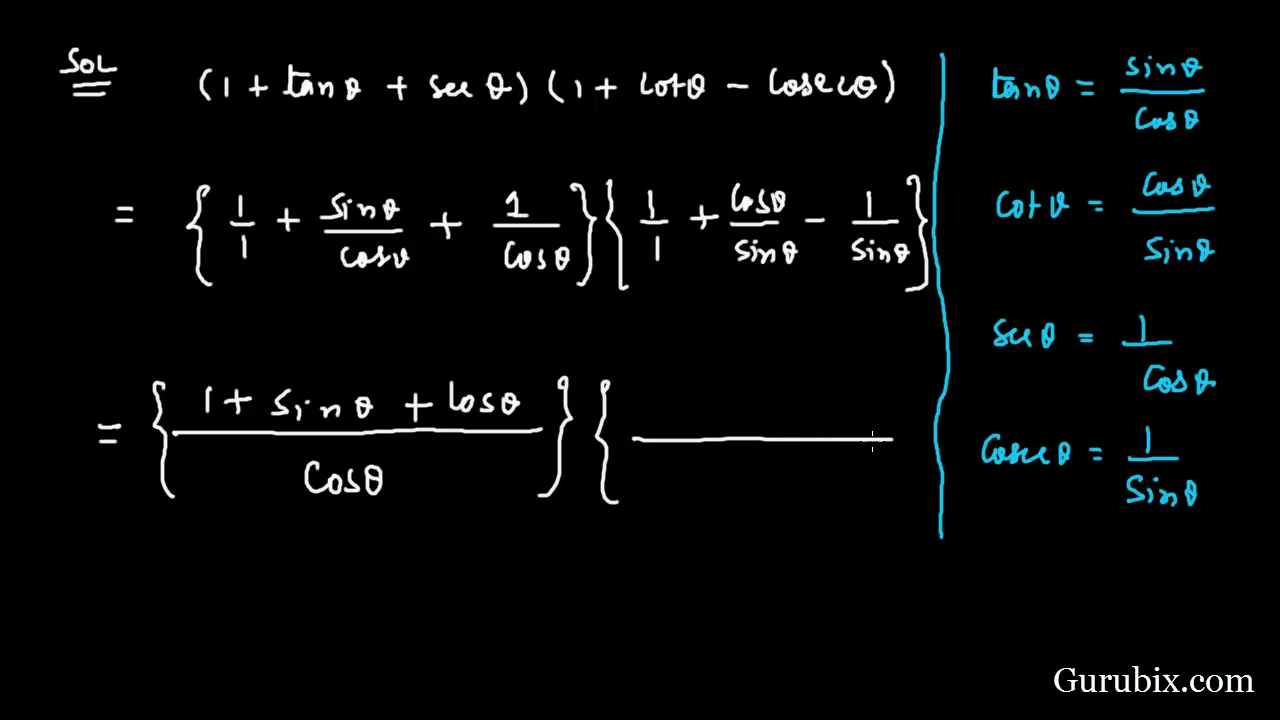 SOL (1 + tanθ + sec θ) (1 + cotθ − cosecθ)
= { 1/1 + sinθ/cosθ + 1/cosθ } { 1/1 + cosθ/sinθ − 1/sinθ }
= { 1 + sinθ + cosθ / cosθ } {
tanθ = sinθ/cosθ
cotθ = cosθ/sinθ
secθ = 1/cosθ
cosecθ = 1/sinθ
Gurubix.com